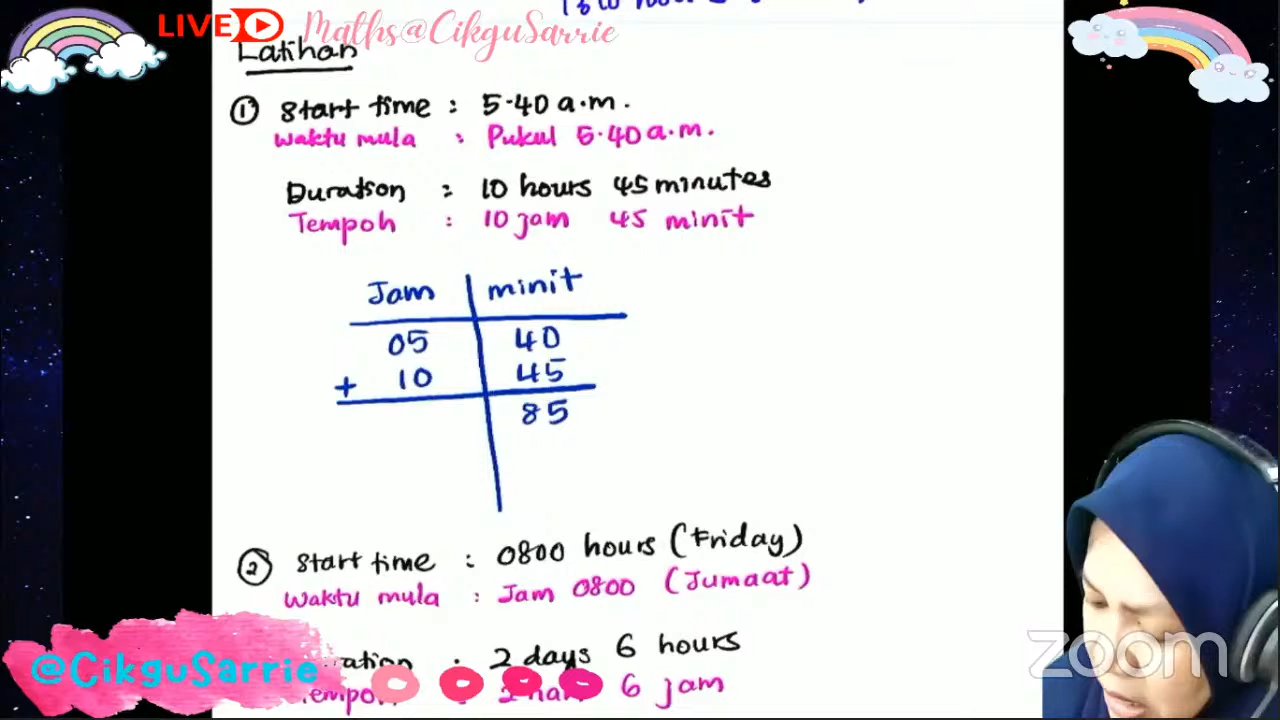 LIVE Maths@CikguSarrie
Latihan
① Start time : 5.40 a.m.
Waktu mula : Pukul 5.40 a.m.
Duration : 10 hours 45 minutes
Tempoh : 10 jam 45 minit
Jam minit
05 40
+ 10 45
85
② Start time : 0800 hours (Friday)
Waktu mula : Jam 0800 (Jumaat)
: 2 days 6 hours
6 jam
@CikguSarrie
zoom